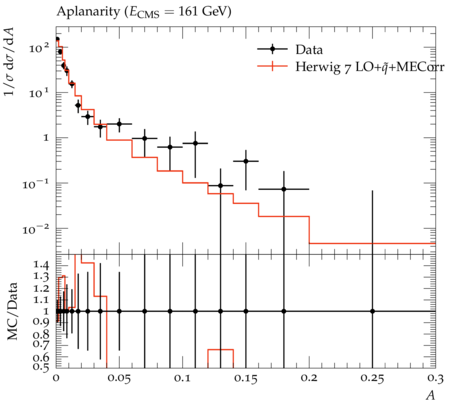 Aplanarity (E_CMS = 161 GeV)
1/σ dσ/dA
10²
10¹
1
10⁻¹
10⁻²
Data
Herwig 7 LO+q̃+MECorr
MC/Data
1.4
1.3
1.2
1.1
1
0.9
0.8
0.7
0.6
0.5
0 0.05 0.1 0.15 0.2 0.25 0.3
A